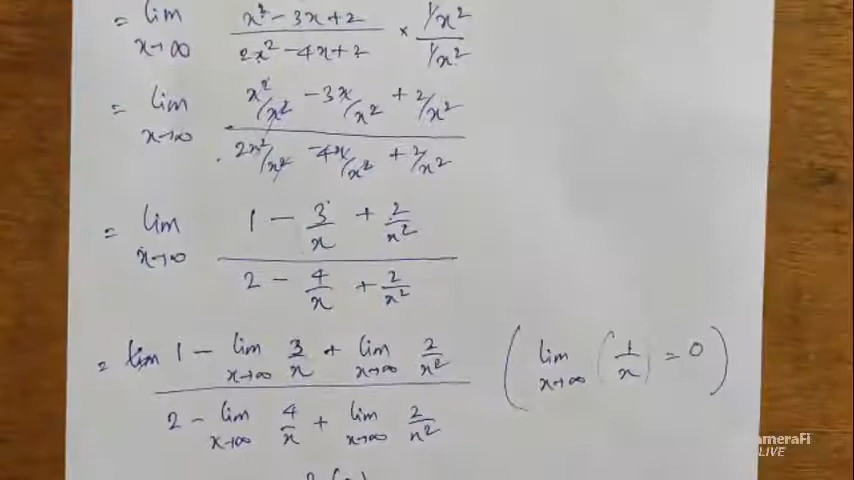 = lim x→∞ x² - 3x + 2 / 2x² - 4x + 2 × 1/x² / 1/x²
= lim x→∞ x²/x² - 3x/x² + 2/x² / 2x²/x² - 4x/x² + 2/x²
= lim x→∞ 1 - 3/x + 2/x² / 2 - 4/x + 2/x²
= lim 1 - lim x→∞ 3/x + lim x→∞ 2/x² / 2 - lim x→∞ 4/x + lim x→∞ 2/x² ( lim x→∞ (1/x) = 0 )
ameraFi
LIVE